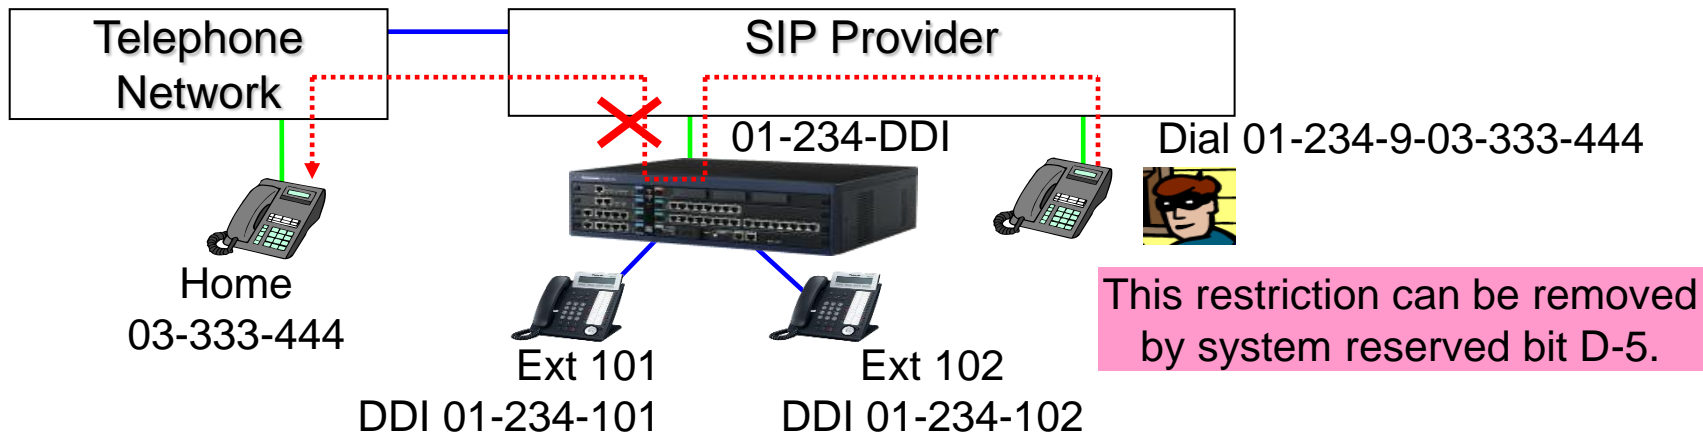 Telephone
Network
SIP Provider
01-234-DDI
Dial 01-234-9-03-333-444
Home
03-333-444
Ext 101
DDI 01-234-101
Ext 102
DDI 01-234-102
This restriction can be removed
by system reserved bit D-5.